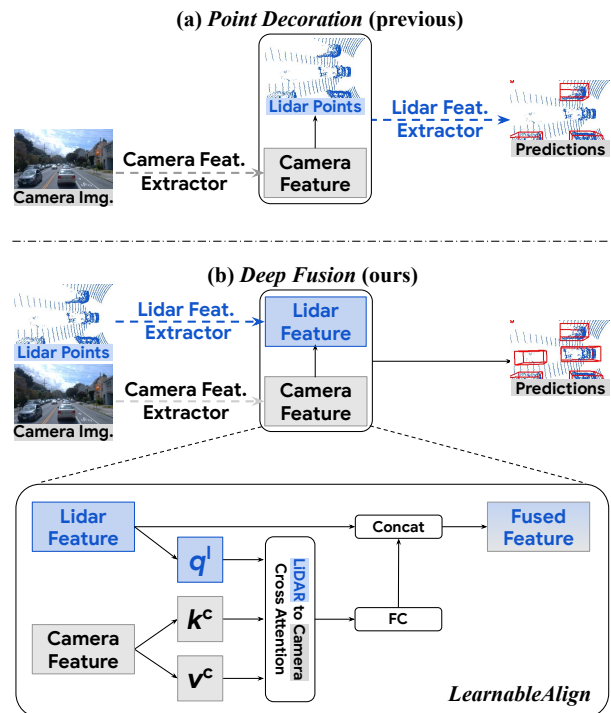 (a) Point Decoration (previous)
Lidar Points
Lidar Feat.
Extractor
Camera Feat.
Extractor
Camera
Feature
Camera Img.
Predictions
(b) Deep Fusion (ours)
Lidar Feat.
Extractor
Lidar
Feature
Lidar Points
Camera Feat.
Extractor
Camera
Feature
Camera Img.
Predictions
Lidar
Feature
Concat
Fused
Feature
q^l
LiDAR to Camera
Cross Attention
k^c
FC
Camera
Feature
v^c
LearnableAlign